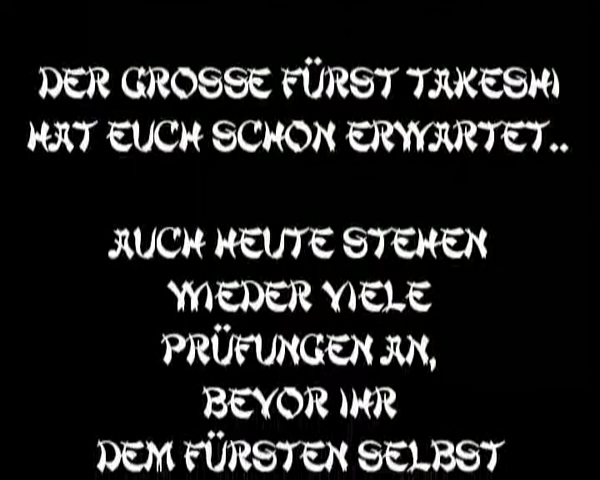 DER GROSSE FÜRST TAKESHI
HAT EUCH SCHON ERWARTET..
AUCH HEUTE STEHEN
WIEDER VIELE
PRÜFUNGEN AN,
BEVOR IHR
DEM FÜRSTEN SELBST